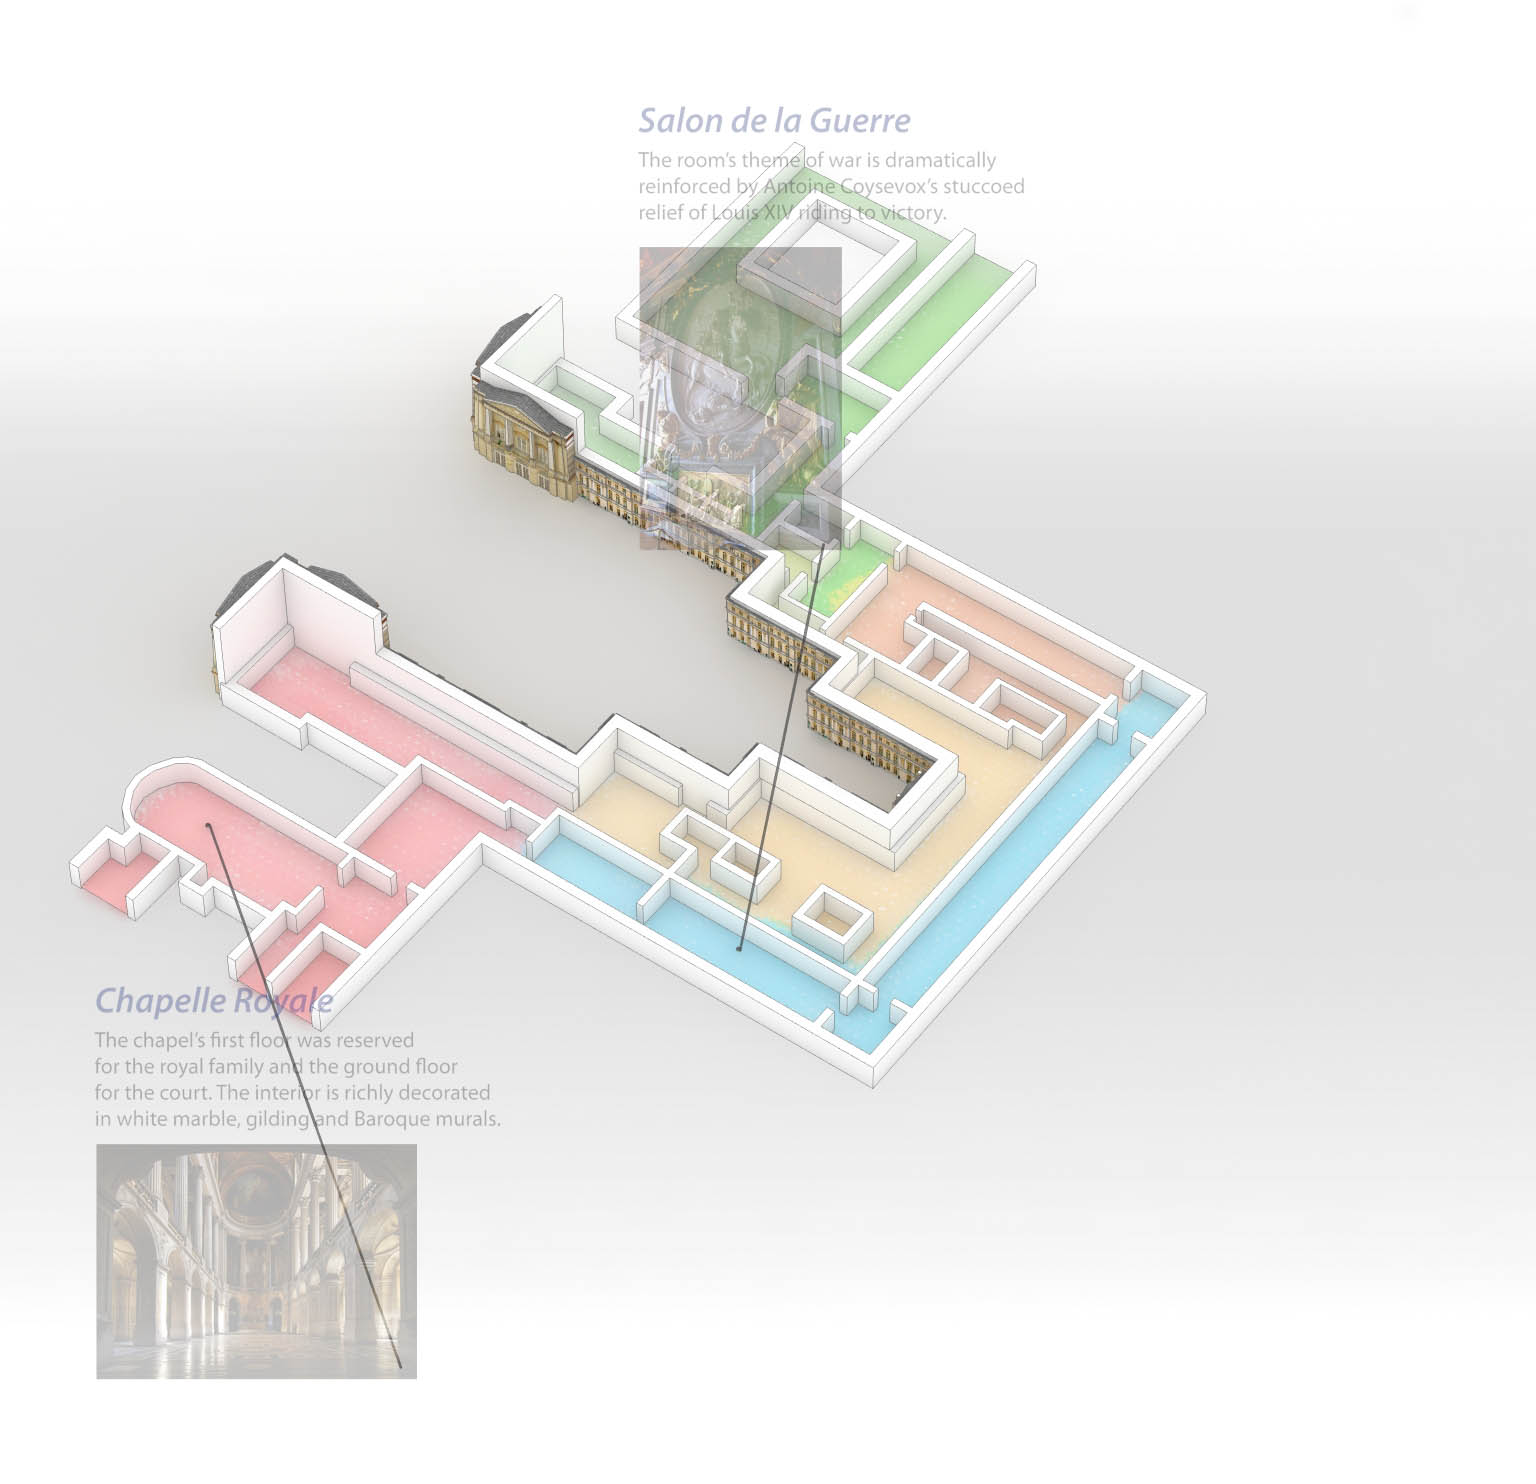 Salon de la Guerre
The room's theme of war is dramatically
reinforced by Antoine Coysevox's stuccoed
relief of Louis XIV riding to victory.
Chapelle Royale
The chapel's first floor was reserved
for the royal family and the ground floor
for the court. The interior is richly decorated
in white marble, gilding and Baroque murals.